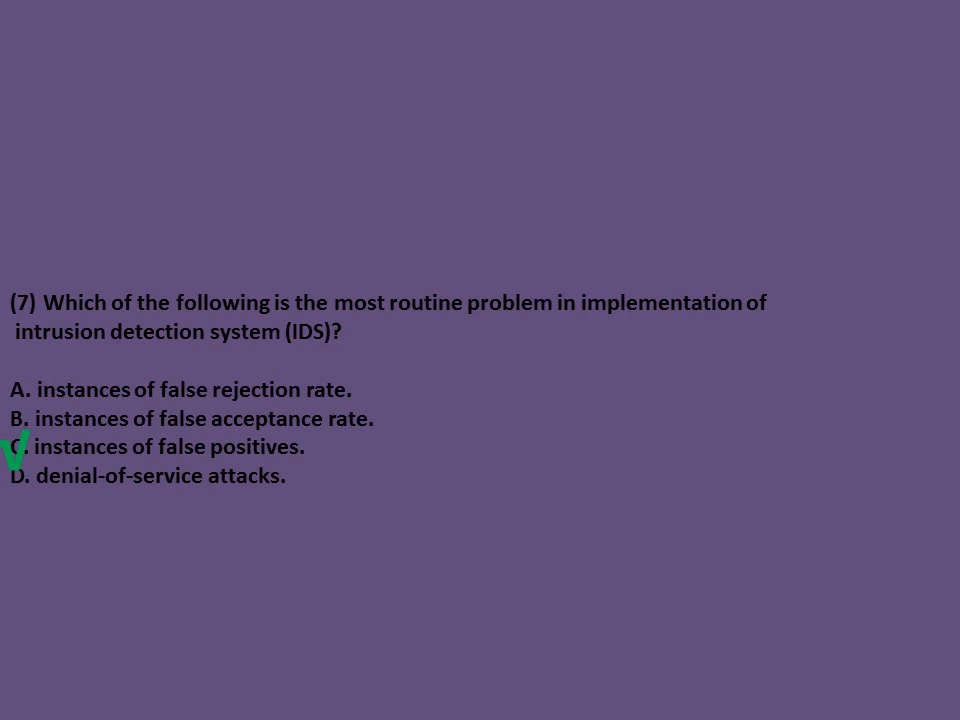 (7) Which of the following is the most routine problem in implementation of
intrusion detection system (IDS)?
A. instances of false rejection rate.
B. instances of false acceptance rate.
C. instances of false positives.
D. denial-of-service attacks.